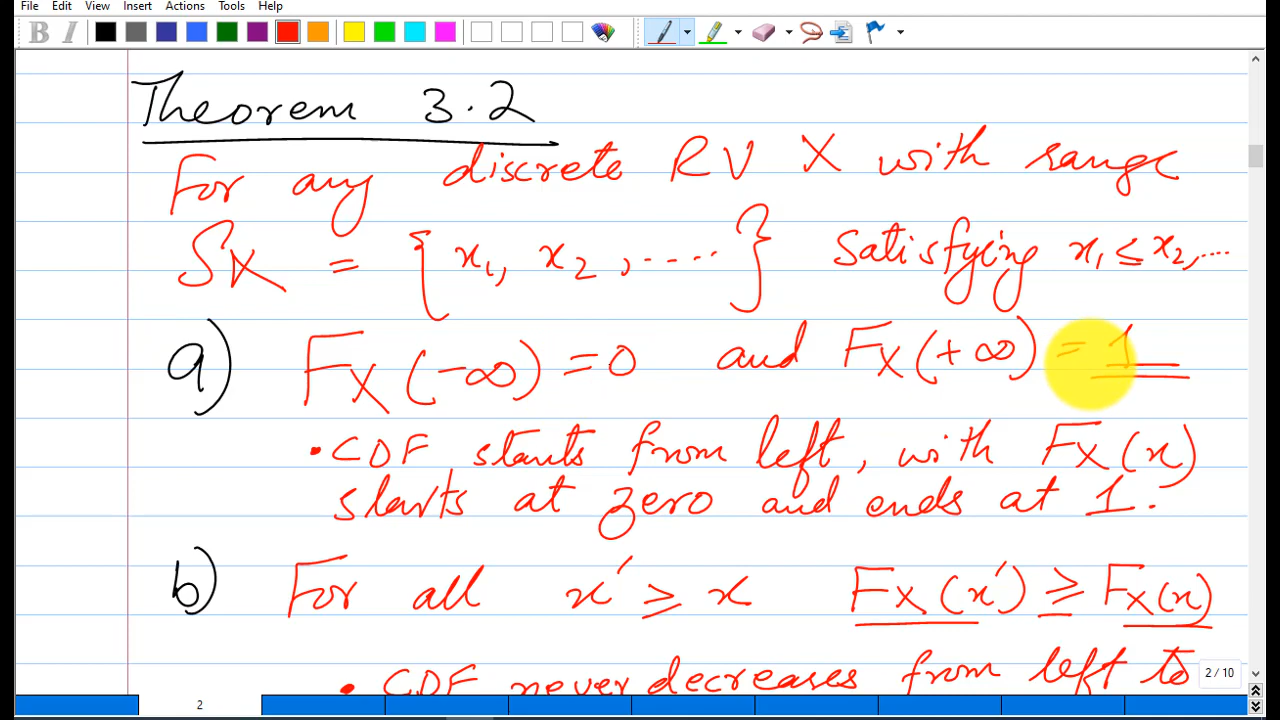 File Edit View Insert Actions Tools Help
B I
Theorem 3.2
For any discrete RV X with range
SX = { x1, x2, ..... } satisfying x1 ≤ x2, ...
a) FX(-∞) = 0 and FX(+∞) = 1
• CDF starts from left, with FX(x)
starts at zero and ends at 1.
b) For all x' ≥ x FX(x') ≥ FX(x)
• CDF never decreases from left to
2/10
2